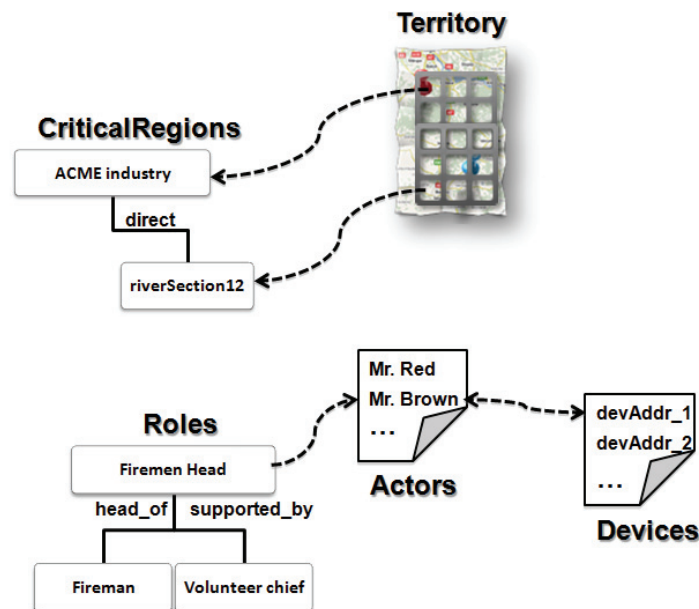 Territory
CriticalRegions
ACME industry
direct
riverSection12
Mr. Red
Mr. Brown
...
Actors
devAddr_1
devAddr_2
...
Devices
Roles
Firemen Head
head_of
supported_by
Fireman
Volunteer chief